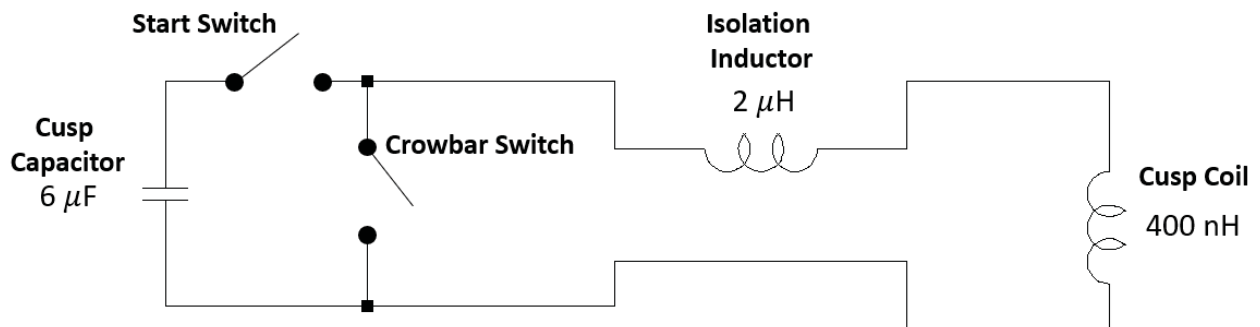 Start Switch
Isolation
Inductor
2 𝜇H
Cusp
Capacitor
6 𝜇F
Crowbar Switch
Cusp Coil
400 nH